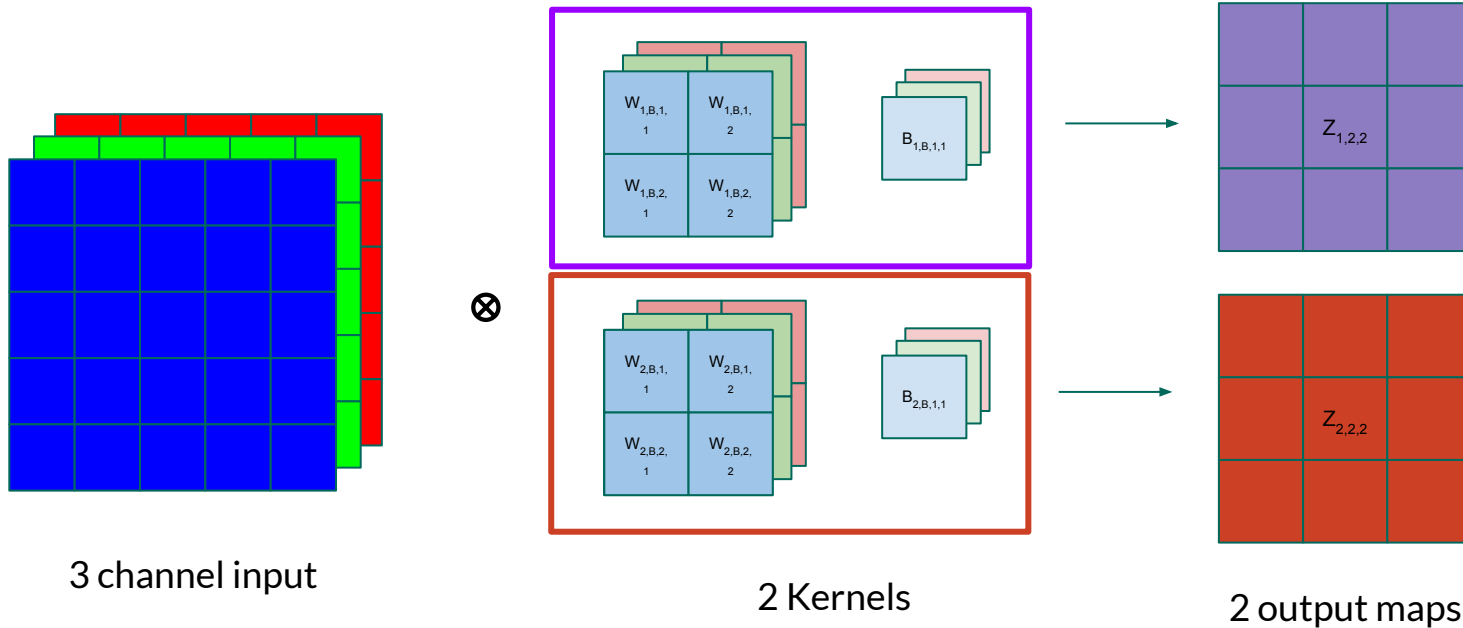 W1,B,1,
1
W1,B,1,
2
W1,B,2,
1
W1,B,2,
2
B1,B,1,1
Z1,2,2
⊗
W2,B,1,
1
W2,B,1,
2
W2,B,2,
1
W2,B,2,
2
B2,B,1,1
Z2,2,2
3 channel input
2 Kernels
2 output maps